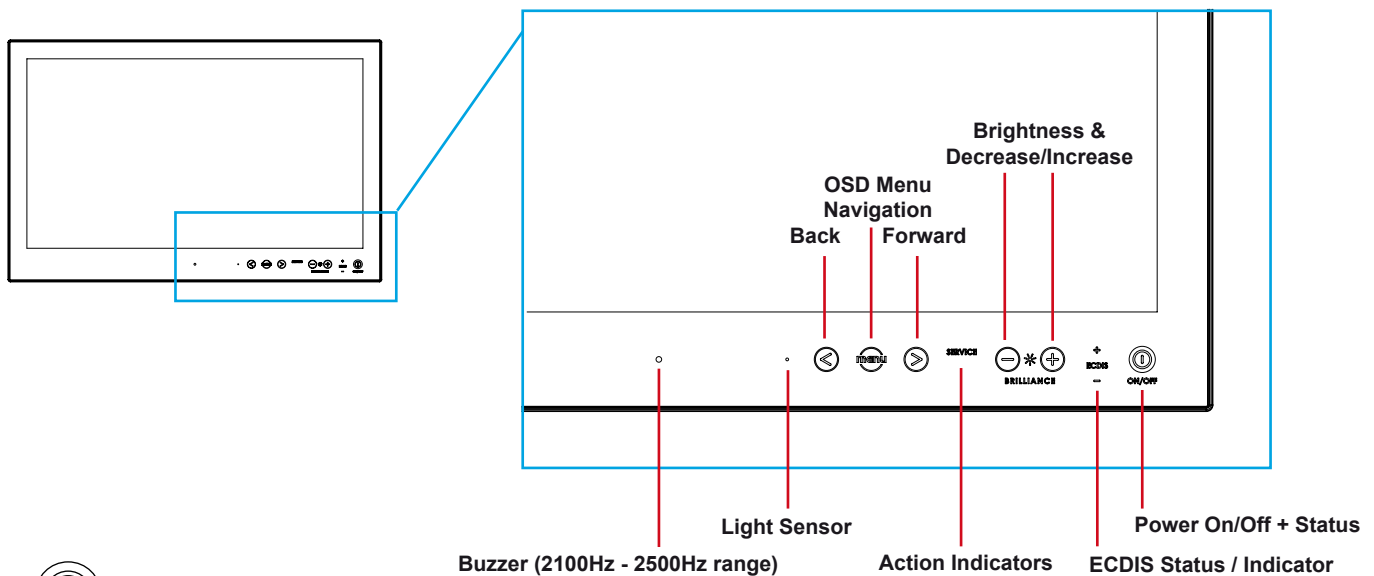 Brightness &
Decrease/Increase
OSD Menu
Navigation
Back
Forward
menu
SERVICE
BRILLIANCE
ECDIS
ON/OFF
Light Sensor
Power On/Off + Status
Buzzer (2100Hz - 2500Hz range)
Action Indicators
ECDIS Status / Indicator